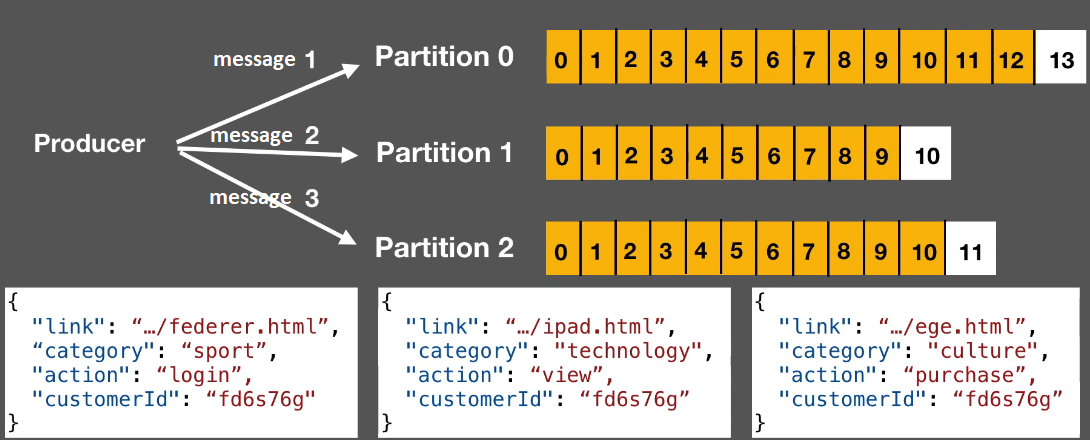 message 1
Partition 0
0 1 2 3 4 5 6 7 8 9 10 11 12 13
Producer
message 2
Partition 1
0 1 2 3 4 5 6 7 8 9 10
message 3
Partition 2
0 1 2 3 4 5 6 7 8 9 10 11
{
"link": “…/federer.html”,
“category": “sport”,
"action": “login”,
"customerId": “fd6s76g"
}
{
"link": “…/ipad.html”,
"category": "technology",
"action": “view”,
"customerId": “fd6s76g”
}
{
"link": “…/ege.html”,
"category": "culture",
"action": “purchase”,
"customerId": “fd6s76g”
}